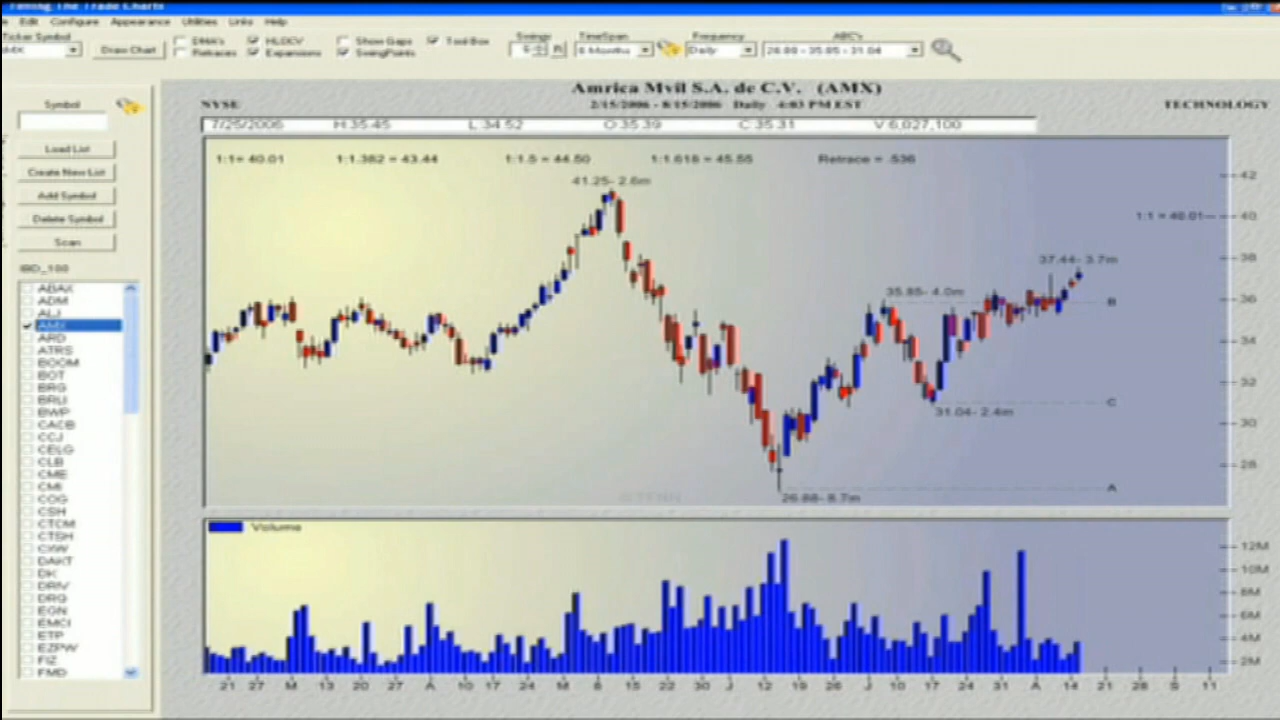 Timing The Trade Charts
Edit Configure Appearance Utilities Links Help
Ticker Symbol
AMX
Draw Chart
HLOCV
Show Gaps
Tool Box
Retraces
Expansions
SwingPoints
Swings
TimeSpan
6 Months
Frequency
Daily
ABC's
26.88 - 35.85 - 31.04
Symbol
Load List
Create New List
Add Symbol
Delete Symbol
Scan
IBD_100
ABAX
ADM
ALJ
AMX
ARD
ATRS
BOOM
BOT
BRG
BRLI
BWP
CACB
CCJ
CELG
CLB
CME
CMI
COG
CSH
CTCM
CTSH
CXW
DAKT
DK
DRIV
DRQ
EGN
EMCI
ETP
EZPW
FIZ
FMD
Amrica Mvil S.A. de C.V. (AMX)
NYSE
2/15/2006 - 8/15/2006 Daily 4:03 PM EST
TECHNOLOGY
7/25/2006 H:35.45 L:34.52 O:35.39 C:35.31 V:6,027,100
1:1= 40.01 1:1.382 = 43.44 1:1.5 = 44.50 1:1.618 = 45.55 Retrace = .536
41.25- 2.6m
42
1:1 = 40.01
40
37.44- 3.7m
38
35.85- 4.0m
36
B
34
32
C
31.04- 2.4m
30
28
A
26.88- 8.7m
Volume
12M
10M
8M
6M
4M
2M
21 27 M 13 20 27 A 10 17 24 M 8 15 22 30 J 12 19 26 J 10 17 24 31 A 14 21 28 S 11